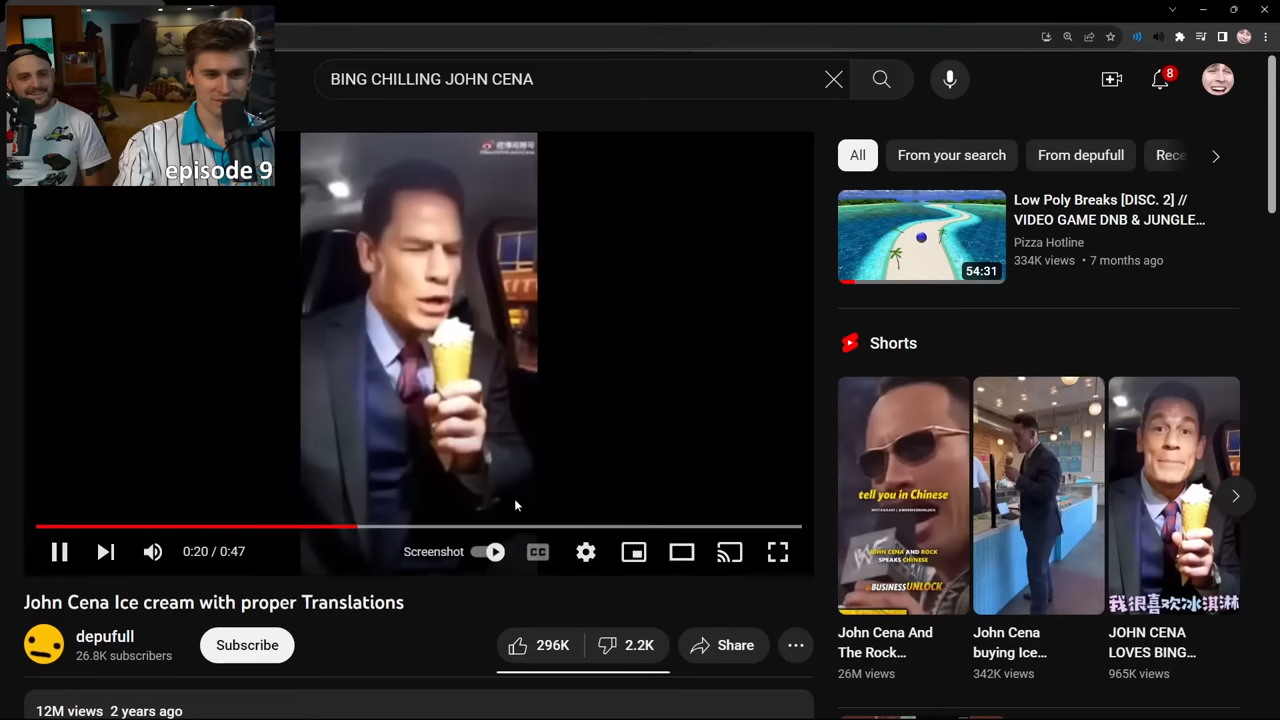 episode 9
BING CHILLING JOHN CENA
8
All
From your search
From depufull
Rece
Low Poly Breaks [DISC. 2] //
VIDEO GAME DNB & JUNGLE...
Pizza Hotline
334K views • 7 months ago
54:31
Shorts
tell you in Chinese
JOHN CENA AND ROCK
SPEAKS CHINESE
@BUSINESSUNLOCK
我很喜欢冰淇淋
John Cena And
The Rock...
26M views
John Cena
buying Ice...
342K views
JOHN CENA
LOVES BING...
965K views
0:20 / 0:47
Screenshot
CC
John Cena Ice cream with proper Translations
depufull
26.8K subscribers
Subscribe
296K
2.2K
Share
12M views 2 years ago